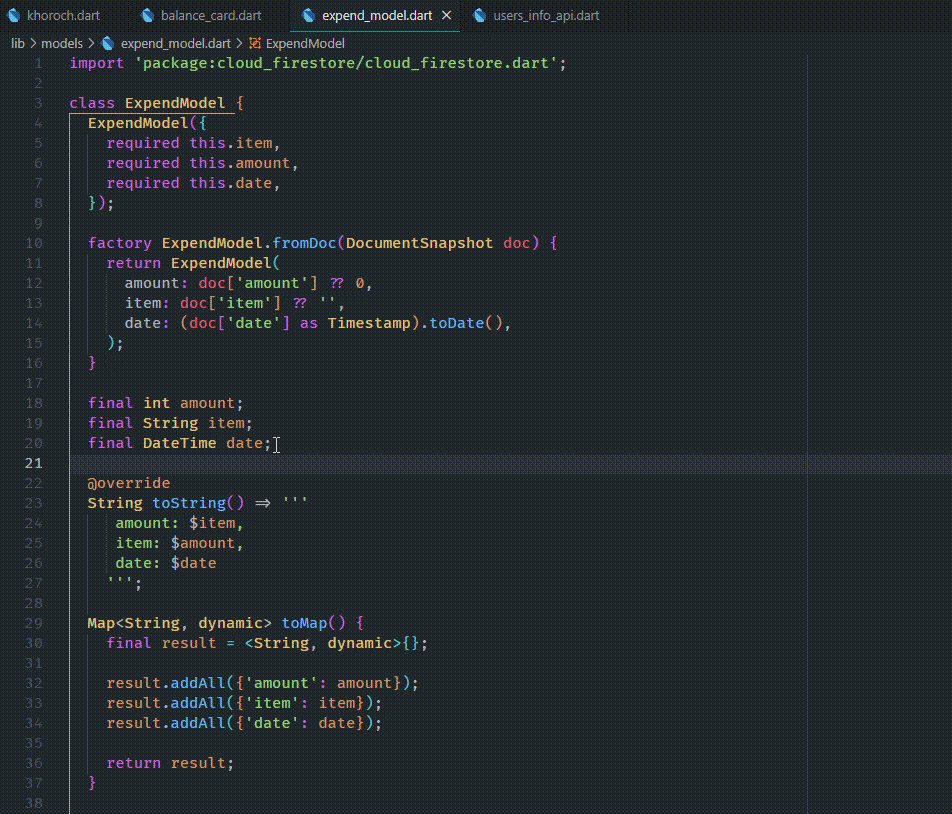 khoroch.dart balance_card.dart expend_model.dart × users_info_api.dart
lib > models > expend_model.dart > ExpendModel
1 import 'package:cloud_firestore/cloud_firestore.dart';
2
3 class ExpendModel {
4 ExpendModel({
5 required this.item,
6 required this.amount,
7 required this.date,
8 });
9
10 factory ExpendModel.fromDoc(DocumentSnapshot doc) {
11 return ExpendModel(
12 amount: doc['amount'] ?? 0,
13 item: doc['item'] ?? '',
14 date: (doc['date'] as Timestamp).toDate(),
15 );
16 }
17
18 final int amount;
19 final String item;
20 final DateTime date;
21
22 @override
23 String toString() => '''
24 amount: $item,
25 item: $amount,
26 date: $date
27 ''';
28
29 Map<String, dynamic> toMap() {
30 final result = <String, dynamic>{};
31
32 result.addAll({'amount': amount});
33 result.addAll({'item': item});
34 result.addAll({'date': date});
35
36 return result;
37 }
38